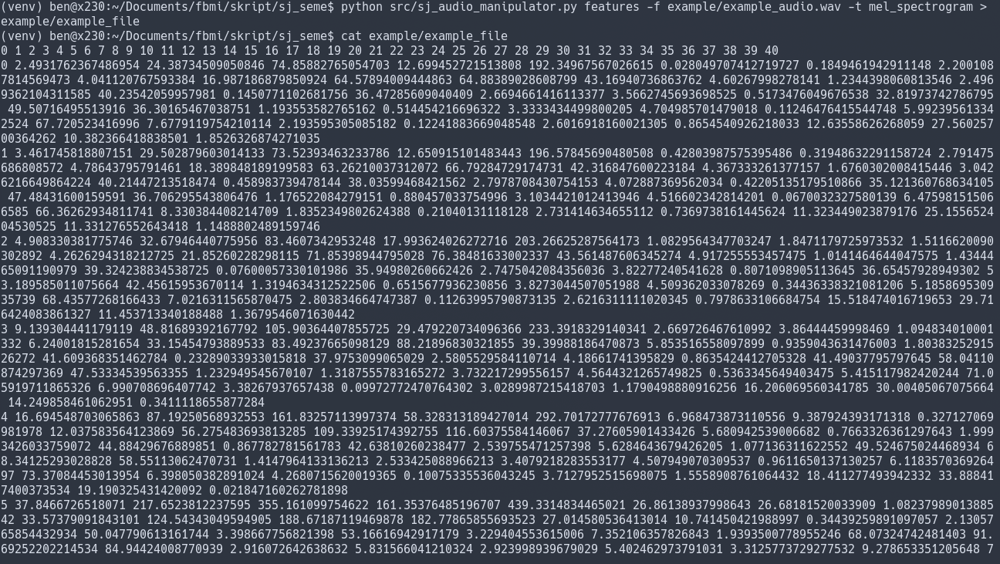 (venv) ben@x230:~/Documents/fbmi/skript/sj_seme$ python src/sj_audio_manipulator.py features -f example/example_audio.wav -t mel_spectrogram >
example/example_file
(venv) ben@x230:~/Documents/fbmi/skript/sj_seme$ cat example/example_file
0 1 2 3 4 5 6 7 8 9 10 11 12 13 14 15 16 17 18 19 20 21 22 23 24 25 26 27 28 29 30 31 32 33 34 35 36 37 38 39 40
0 2.4931762367486954 24.38734509050846 74.85882765054703 12.699452721513808 192.34967567026615 0.028049707412719727 0.1849461942911148 2.200108
7814569473 4.041120767593384 16.987186879850924 64.57894009444863 64.88389028608799 43.16940736863762 4.60267998278141 1.2344398060813546 2.496
9362104311585 40.23542059957981 0.1450771102681756 36.47285609040409 2.6694661416113377 3.5662745693698525 0.5173476049676538 32.81973742786795
 49.50716495513916 36.30165467038751 1.193553582765162 0.514454216696322 3.3333434499800205 4.704985701479018 0.11246476415544748 5.99239561334
2524 67.720523416996 7.6779119754210114 2.193595305085182 0.12241883669048548 2.6016918160021305 0.8654540926218033 12.63558626268059 27.560257
00364262 10.382366418838501 1.8526326874271035
1 3.461745818807151 29.502879603014133 73.52393463233786 12.650915101483443 196.578456904805​08 0.42803987575395486 0.31948632291158724 2.791475
686808572 4.78643795791461 18.389848189199583 63.26210037312072 66.79284729174731 42.316847600223184 4.367333261377157 1.6760302008415446 3.042
6216649864224 40.21447213518474 0.458983739478144 38.03599468421562 2.7978708430754153 4.072887369562034 0.42205135179510866 35.121360768634105
 47.48431600159591 36.706295543806476 1.176522084279151 0.880457033754996 3.1034421012413946 4.516602342814201 0.0670032327580139 6.47598151506
6585 66.36262934811741 8.330384408214709 1.8352349802624388 0.21040131118128 2.731414634655112 0.7369738161445624 11.323449023879176 25.1556524
04530525 11.331276552643418 1.1488802489159746
2 4.908330381775746 32.67946440775956 83.4607342953248 17.993624026272716 203.26625287564173 1.0829564347703247 1.8471179725973532 1.5116620090
302892 4.2626294318212725 21.85260228298115 71.85398944795028 76.38481633002337 43.561487606345274 4.917255553457475 1.0141464644047575 1.43444
65091190979 39.324238834538725 0.07600057330101986 35.94980260662426 2.7475042084356036 3.82277240541628 0.8071098905113645 36.65457928949302 5
3.189585011075664 42.45615953670114 1.3194634312522506 0.6515677936230856 3.8273044507051988 4.509362033078269 0.34436338321081206 5.1858695309
35739 68.43577268166433 7.0216311565870475 2.803834664747387 0.11263995790873135 2.6216311111020345 0.7978633106684754 15.518474016719653 29.71
6424083861327 11.453713340188488 1.3679546071630442
3 9.139304441179119 48.81689392167792 105.90364407855725 29.479220734096366 233.3918329140341 2.669726467610992 3.86444459998469 1.094834010001
332 6.24001815281654 33.15454793889533 83.49237665098129 88.21896830321855 39.39988186470873 5.853516558097899 0.9359043631476003 1.80383252915
26272 41.609368351462784 0.23289033933015818 37.9753099065029 2.5805529584110714 4.18661741395829 0.8635424412705328 41.49037795797645 58.04110
874297369 47.53334539563355 1.232949545670107 1.3187555783165272 3.732217299556157 4.5644321265749825 0.5363345649403475 5.415117982420244 71.0
59197118​65326 6.990708696407742 3.38267937657438 0.09972772470764302 3.0289987215418703 1.1790498880916256 16.206069560341785 30.00405067075664
 14.249858461062951 0.3411118655877284
4 16.694548703065863 87.19250568932553 161.83257113997374 58.328313189427014 292.70172777676913 6.968473873110556 9.387924393171318 0.327127069
981978 12.037583564123869 56.275483693813285 109.33925174392755 116.60375584146067 37.27605901433426 5.680942539006682 0.7663326361297643 1.999
3426033759072 44.88429676889851 0.867782781561783 42.63810260238477 2.539755471257398 5.6284643679426205 1.077136311622552 49.524675024468934 6
8.34125293028828 58.55113062470731 1.4147964133136213 2.533425088966213 3.4079218283553177 4.507949070309537 0.9611650137130257 6.1183570369264
97 73.37084453013954 6.398050382891024 4.2680715620019365 0.10075335536043245 3.7127952515698075 1.5558908761064432 18.411277493942332 33.88841
7400373534 19.190325431420092 0.021847160262781898
5 37.8466726518071 217.6523812237595 355.161099754622 161.35376485196707 439.3314834465021 26.86138937998643 26.68181520033909 1.08237989013885
42 33.57379091843101 124.54343049594905 188.67187119469878 182.77865855693523 27.014580536413014 10.741450421988997 0.34439259891097057 2.13057
65854432934 50.047790613161744 3.398667756821398 53.16616942917179 3.229404553615006 7.352106357826843 1.9393500778955246 68.07324742481403 91.
69252202214534 84.94424008770939 2.916072642638632 5.831566041210324 2.923998939679029 5.402462973791031 3.3125773729277532 9.278653351205648 7